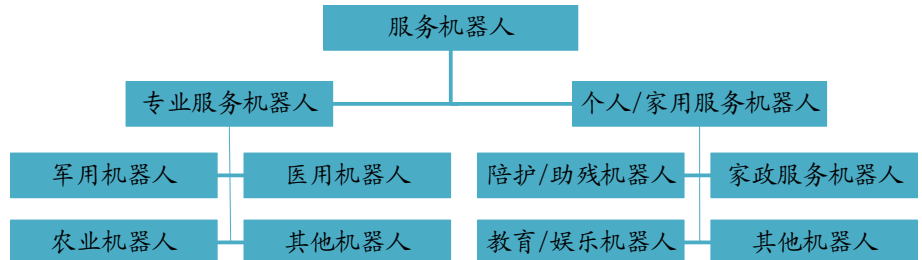 服务机器人
专业服务机器人
个人/家用服务机器人
军用机器人
医用机器人
陪护/助残机器人
家政服务机器人
农业机器人
其他机器人
教育/娱乐机器人
其他机器人